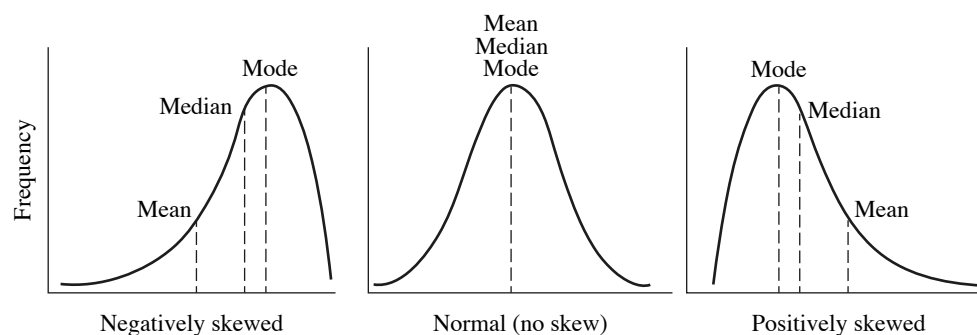 Frequency
Mode
Median
Mean
Negatively skewed
Mean
Median
Mode
Normal (no skew)
Mode
Median
Mean
Positively skewed